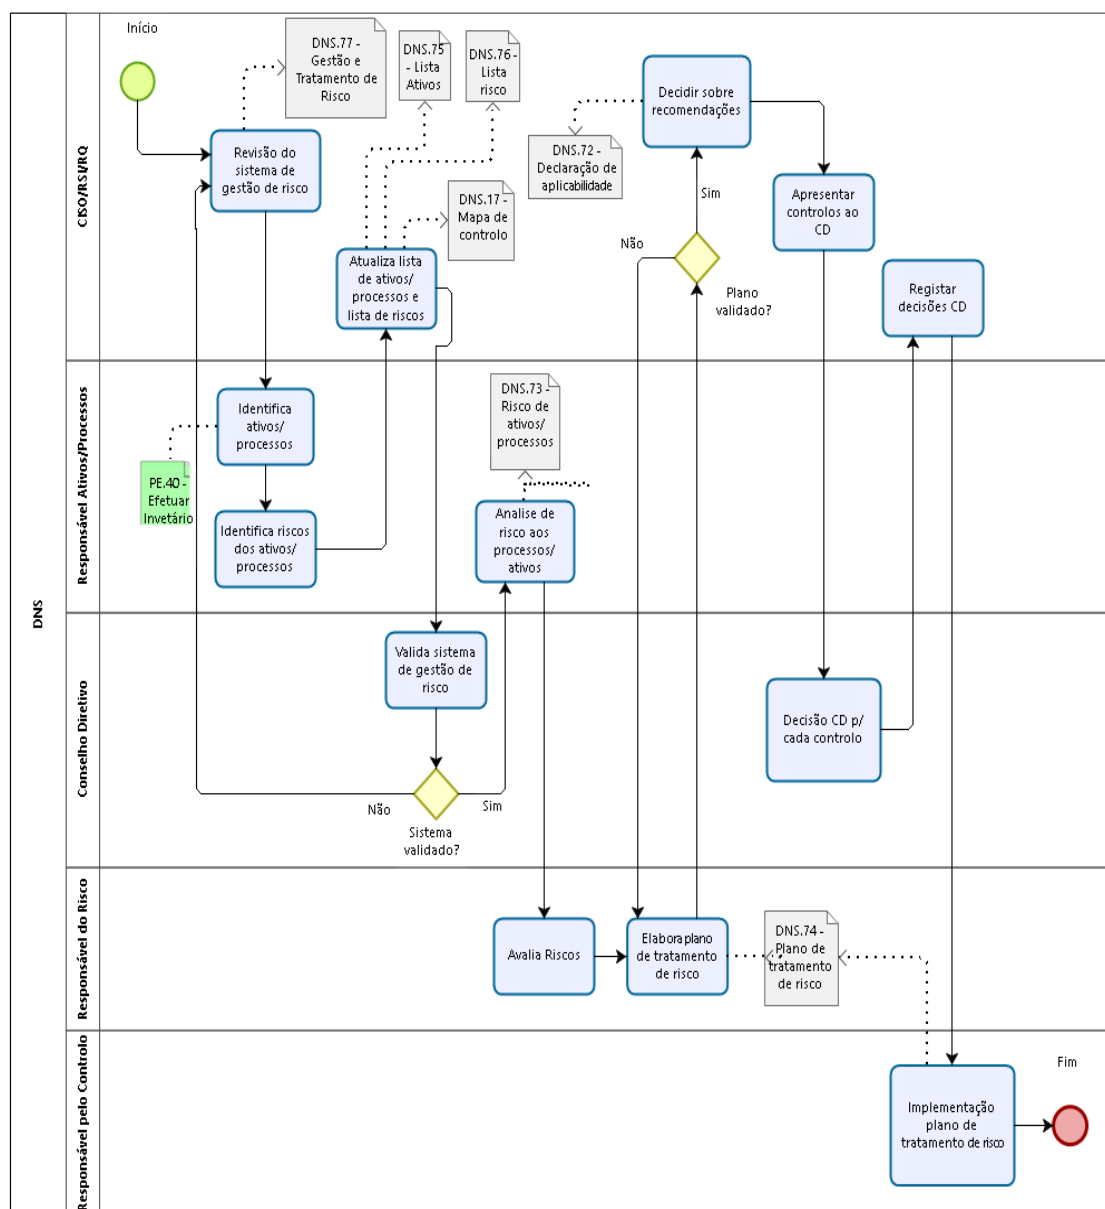 DNS
CISO/RSI/RQ
Início
DNS.77 -
Gestão e
Tratamento de
Risco
DNS.75
- Lista
Ativos
DNS.76 -
Lista
risco
Decidir sobre
recomendações
Revisão do
sistema de
gestão de risco
DNS.72 -
Declaração de
aplicabilidade
Apresentar
controlos ao
CD
DNS.17 -
Mapa de
controlo
Sim
Não
Atualiza lista
de ativos/
processos e
lista de riscos
Plano
validado?
Registar
decisões CD
Responsável Ativos/Processos
Identifica
ativos/
processos
DNS.73 -
Risco de
ativos/
processos
PE.40 -
Efetuar
Invetário
Identifica riscos
dos ativos/
processos
Analise de
risco aos
processos/
ativos
Conselho Diretivo
Valida sistema
de gestão de
risco
Decisão CD p/
cada controlo
Não
Sim
Sistema
validado?
Responsável do Risco
Avalia Riscos
Elabora plano
de tratamento
de risco
DNS.74 -
Plano de
tratamento
de risco
Responsável pelo Controlo
Fim
Implementação
plano de
tratamento de risco